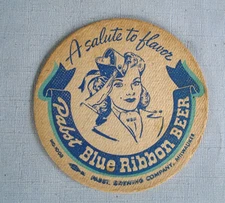 A salute to flavor
Pabst Blue Ribbon BEER
PABST BREWING COMPANY, MILWAUKEE